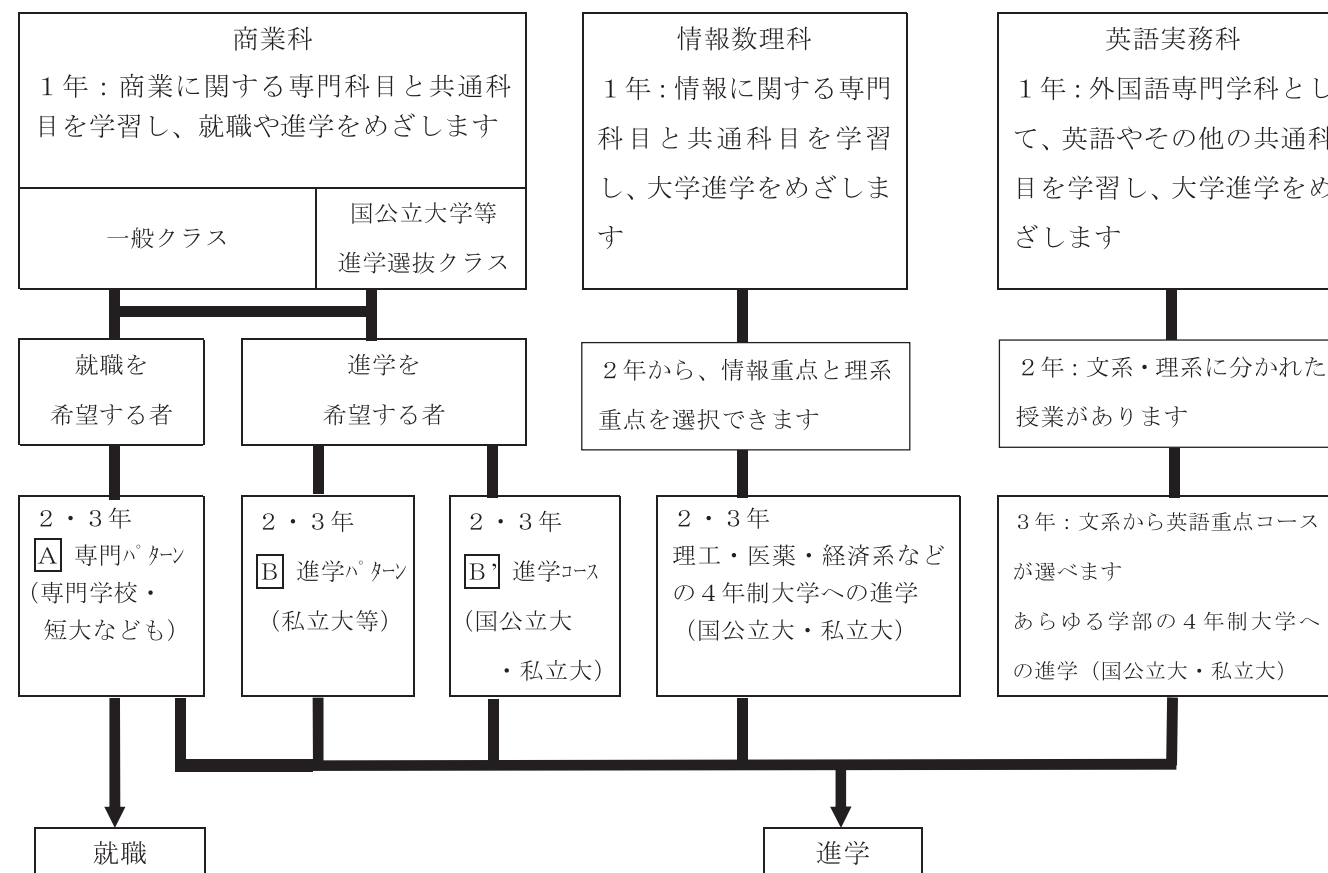 商業科
１年：商業に関する専門科目と共通科
目を学習し、就職や進学をめざします
一般クラス
国公立大学等
進学選抜クラス
情報数理科
１年：情報に関する専門
科目と共通科目を学習
し、大学進学をめざしま
す
英語実務科
１年：外国語専門学科とし
て、英語やその他の共通科
目を学習し、大学進学をめ
ざします
就職を
希望する者
進学を
希望する者
２年から、情報重点と理系
重点を選択できます
２年：文系・理系に分かれた
授業があります
２・３年
A 専門ﾊﾟﾀｰﾝ
（専門学校・
短大なども）
２・３年
B 進学ﾊﾟﾀｰﾝ
（私立大等）
２・３年
B’ 進学ｺｰｽ
（国公立大
・私立大）
２・３年
理工・医薬・経済系など
の４年制大学への進学
（国公立大・私立大）
３年：文系から英語重点コース
が選べます
あらゆる学部の４年制大学へ
の進学（国公立大・私立大）
就職
進学